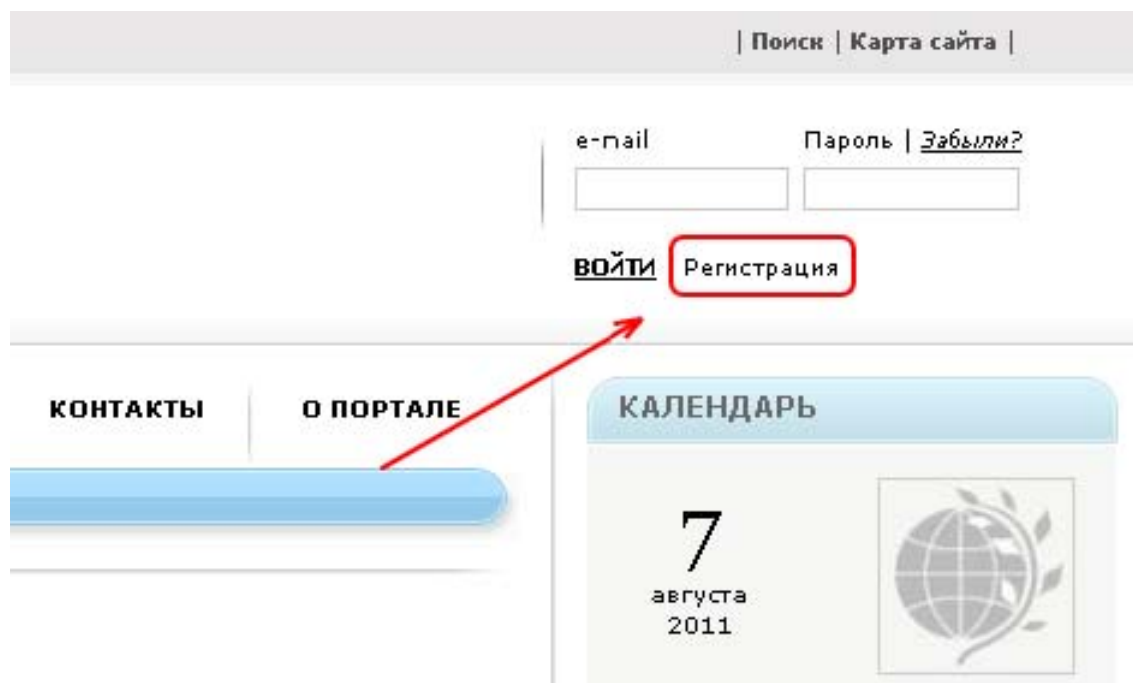 | Поиск | Карта сайта |
e-mail Пароль | Забыли?
ВОЙТИ Регистрация
КОНТАКТЫ О ПОРТАЛЕ КАЛЕНДАРЬ
7
августа
2011